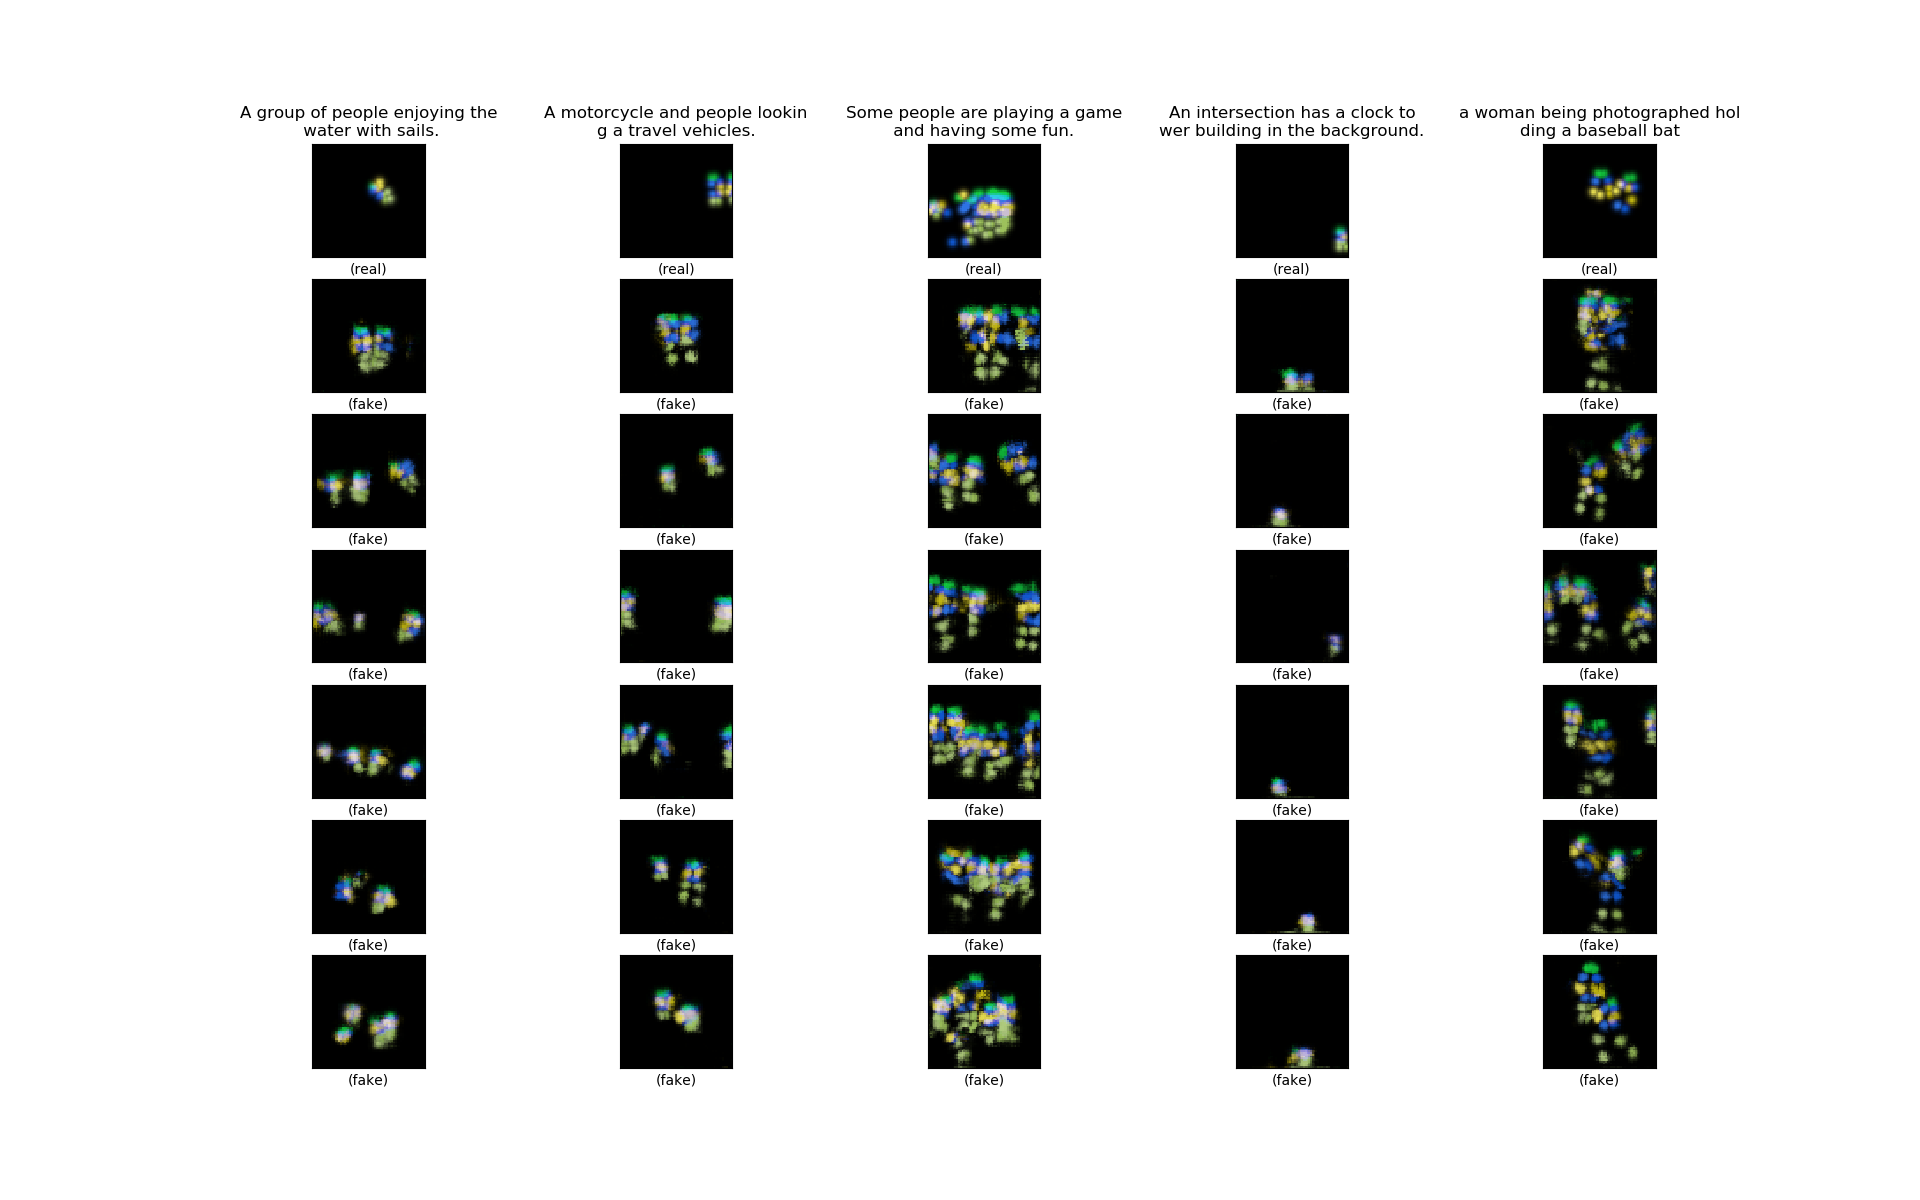 A group of people enjoying the
water with sails.
A motorcycle and people lookin
g a travel vehicles.
Some people are playing a game
and having some fun.
An intersection has a clock to
wer building in the background.
a woman being photographed hol
ding a baseball bat
(real) (real) (real) (real) (real)
(fake) (fake) (fake) (fake) (fake)
(fake) (fake) (fake) (fake) (fake)
(fake) (fake) (fake) (fake) (fake)
(fake) (fake) (fake) (fake) (fake)
(fake) (fake) (fake) (fake) (fake)
(fake) (fake) (fake) (fake) (fake)